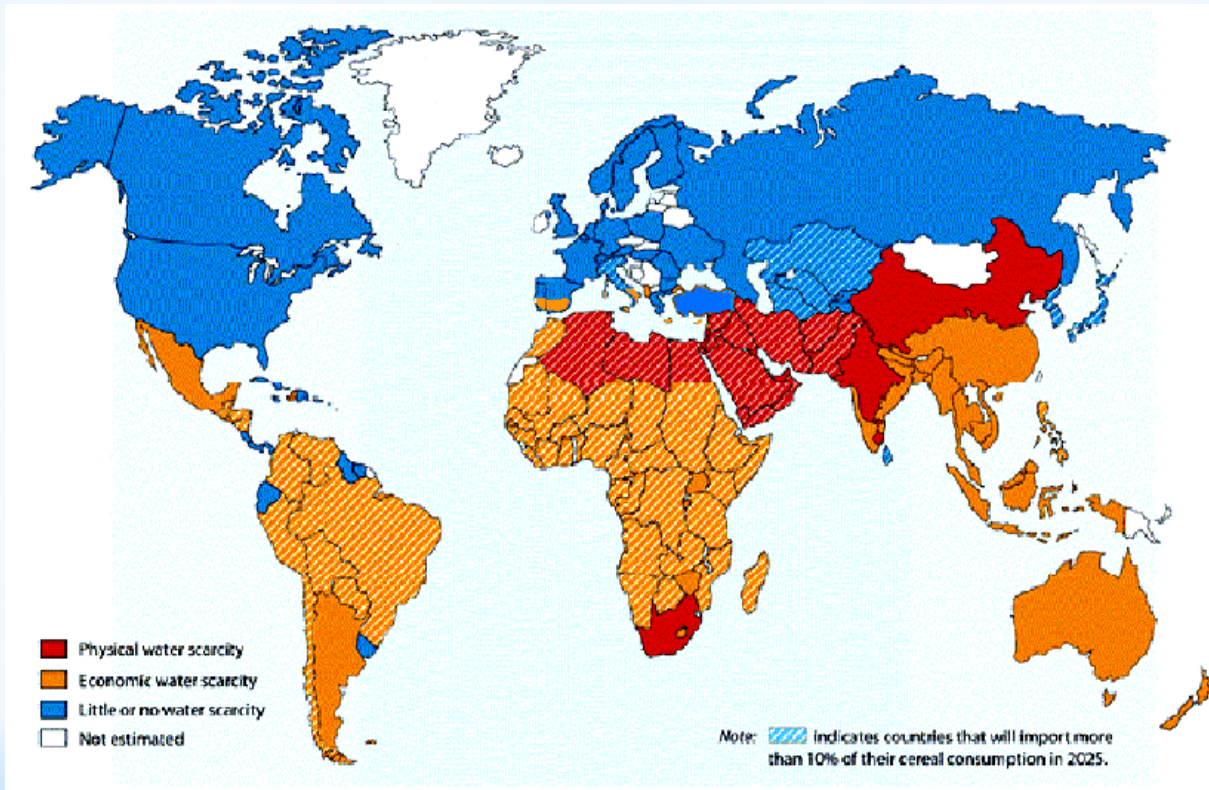 Physical water scarcity
Economic water scarcity
Little or no water scarcity
Not estimated
Note: indicates countries that will import more
than 10% of their cereal consumption in 2025.